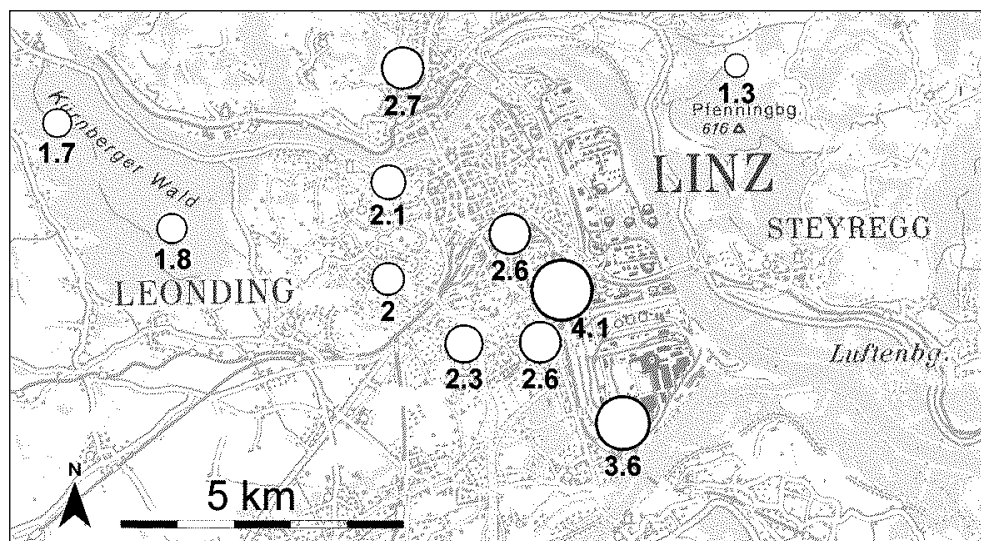 2.7
1.3
Pfenningbg.
616
Kürnberger Wald
1.7
LINZ
2.1
STEYREGG
1.8
2.6
LEONDING
2
4.1
Luftenbg.
2.3
2.6
3.6
N
5 km